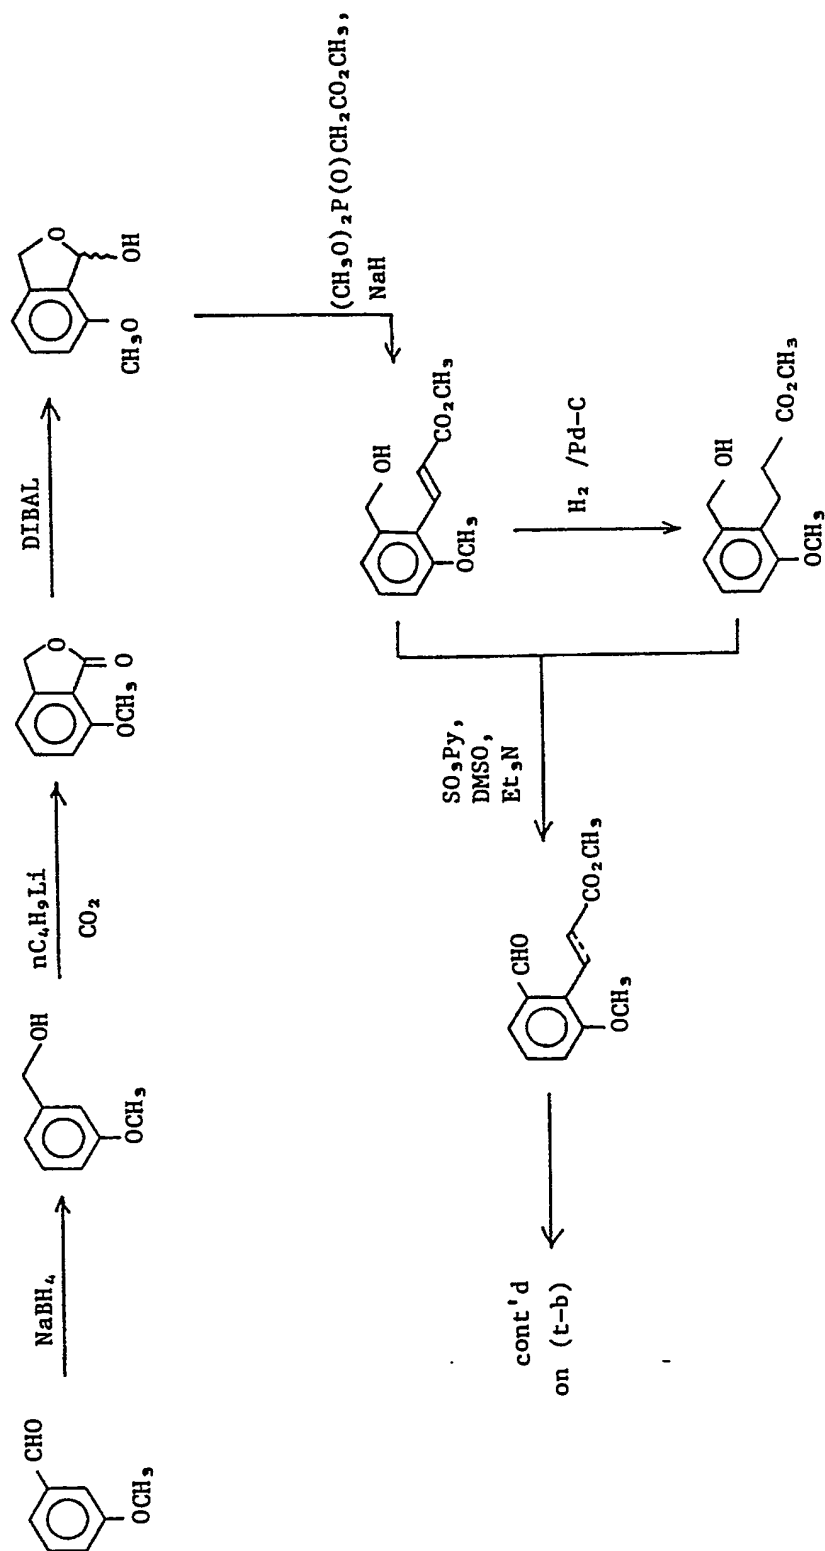 CHO
OCH₃
NaBH₄
OH
OCH₃
nC₄H₉Li
CO₂
O
O
OCH₃
DIBAL
O
OH
CH₃O
(CH₃O)₂P(O)CH₂CO₂CH₃,
NaH
OH
CO₂CH₃
OCH₃
H₂ /Pd-C
OH
CO₂CH₃
OCH₃
SO₃Py,
DMSO,
Et₃N
CHO
CO₂CH₃
OCH₃
cont'd
on (t-b)